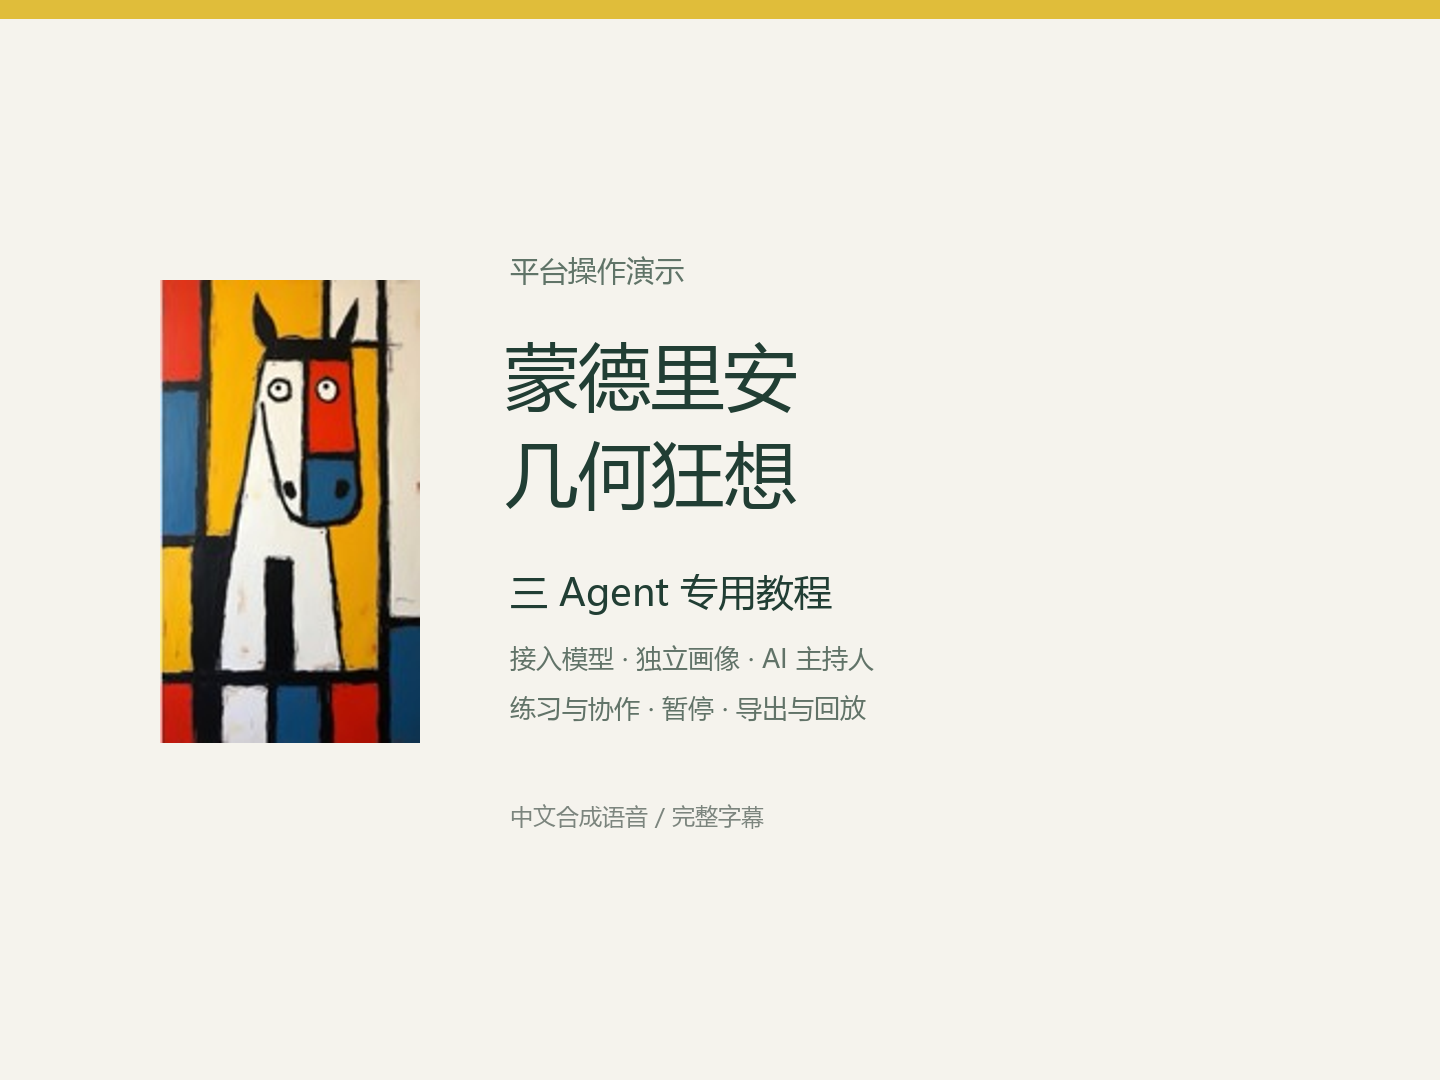 平台操作演示
蒙德里安
几何狂想
三 Agent 专用教程
接入模型 · 独立画像 · AI 主持人
练习与协作 · 暂停 · 导出与回放
中文合成语音 / 完整字幕